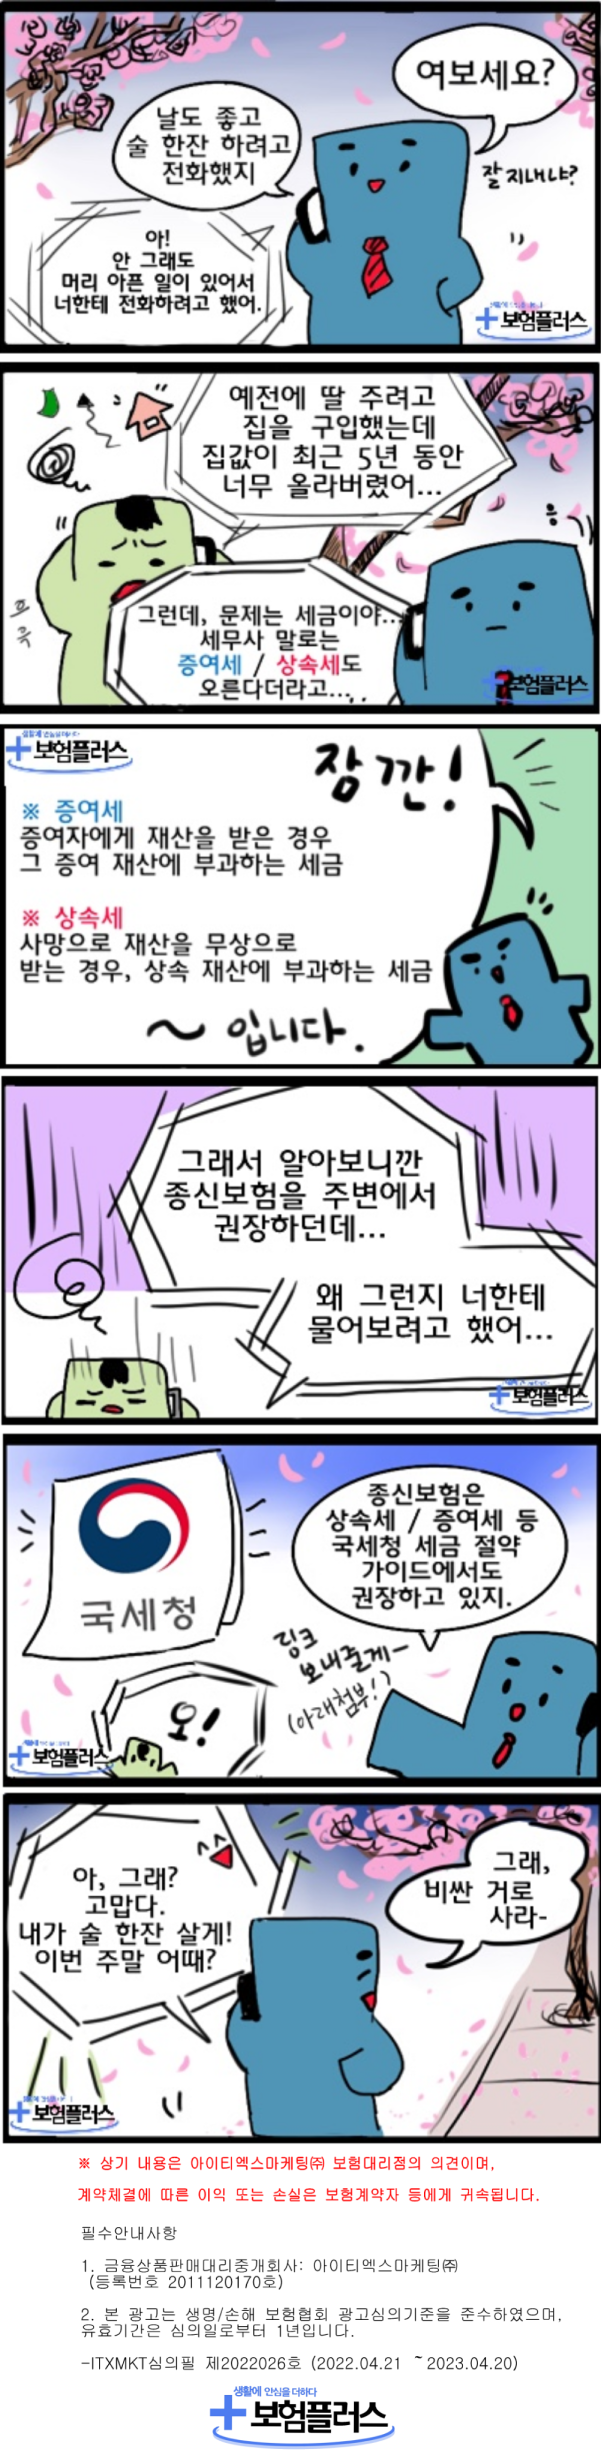 여보세요?
날도 좋고
술 한잔 하려고
전화했지
잘 지내냐?
아!
안 그래도
머리 아픈 일이 있어서
너한테 전화하려고 했어.
보험플러스
예전에 딸 주려고
집을 구입했는데
집값이 최근 5년 동안
너무 올라버렸어...
응
흐흑
그런데, 문제는 세금이야...
세무사 말로는
증여세 / 상속세도
오른다더라고...
보험플러스
보험플러스
잠깐!
※ 증여세
증여자에게 재산을 받은 경우
그 증여 재산에 부과하는 세금
※ 상속세
사망으로 재산을 무상으로
받는 경우, 상속 재산에 부과하는 세금
~ 입니다.
그래서 알아보니깐
종신보험을 주변에서
권장하던데...
왜 그런지 너한테
물어보려고 했어...
보험플러스
국세청
종신보험은
상속세 / 증여세 등
국세청 세금 절약
가이드에서도
권장하고 있지.
링크
보내줄게-
(아래첨부!)
오!
보험플러스
아, 그래?
고맙다.
내가 술 한잔 살게!
이번 주말 어때?
그래,
비싼 거로
사라-
보험플러스
※ 상기 내용은 아이티엑스마케팅㈜ 보험대리점의 의견이며,
계약체결에 따른 이익 또는 손실은 보험계약자 등에게 귀속됩니다.
필수안내사항
1. 금융상품판매대리중개회사: 아이티엑스마케팅㈜
(등록번호 2011120170호)
2. 본 광고는 생명/손해 보험협회 광고심의기준을 준수하였으며,
유효기간은 심의일로부터 1년입니다.
-ITXMKT심의필 제2022026호 (2022.04.21 ~ 2023.04.20)
생활에 안심을 더하다
보험플러스